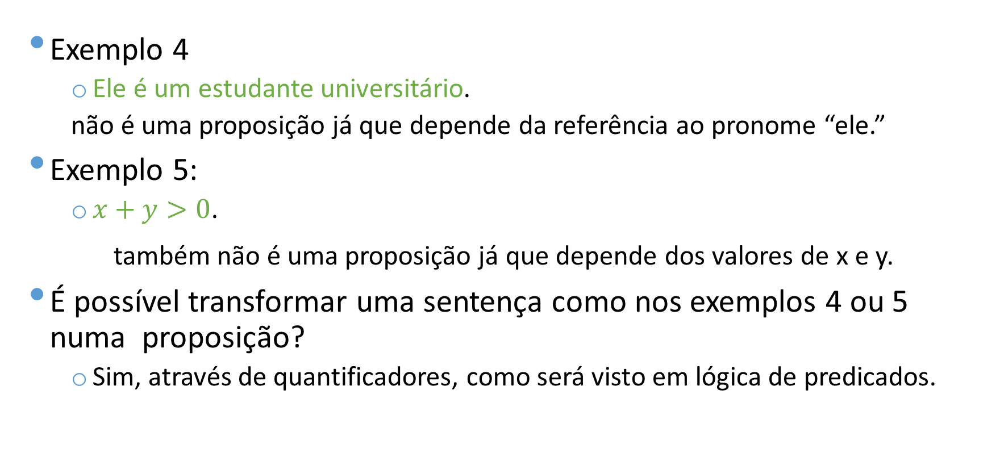 • Exemplo 4
o Ele é um estudante universitário.
não é uma proposição já que depende da referência ao pronome “ele.”
• Exemplo 5:
o x + y > 0.
também não é uma proposição já que depende dos valores de x e y.
• É possível transformar uma sentença como nos exemplos 4 ou 5
numa  proposição?
o Sim, através de quantificadores, como será visto em lógica de predicados.